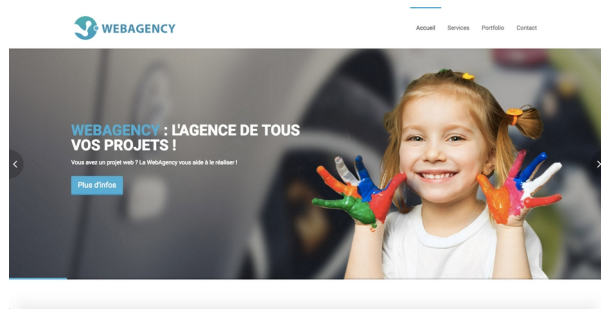 WEBAGENCY
Accueil Services Portfolio Contact
WEBAGENCY : L'AGENCE DE TOUS
VOS PROJETS !
Vous avez un projet web ? La WebAgency vous aide à le réaliser !
Plus d'infos